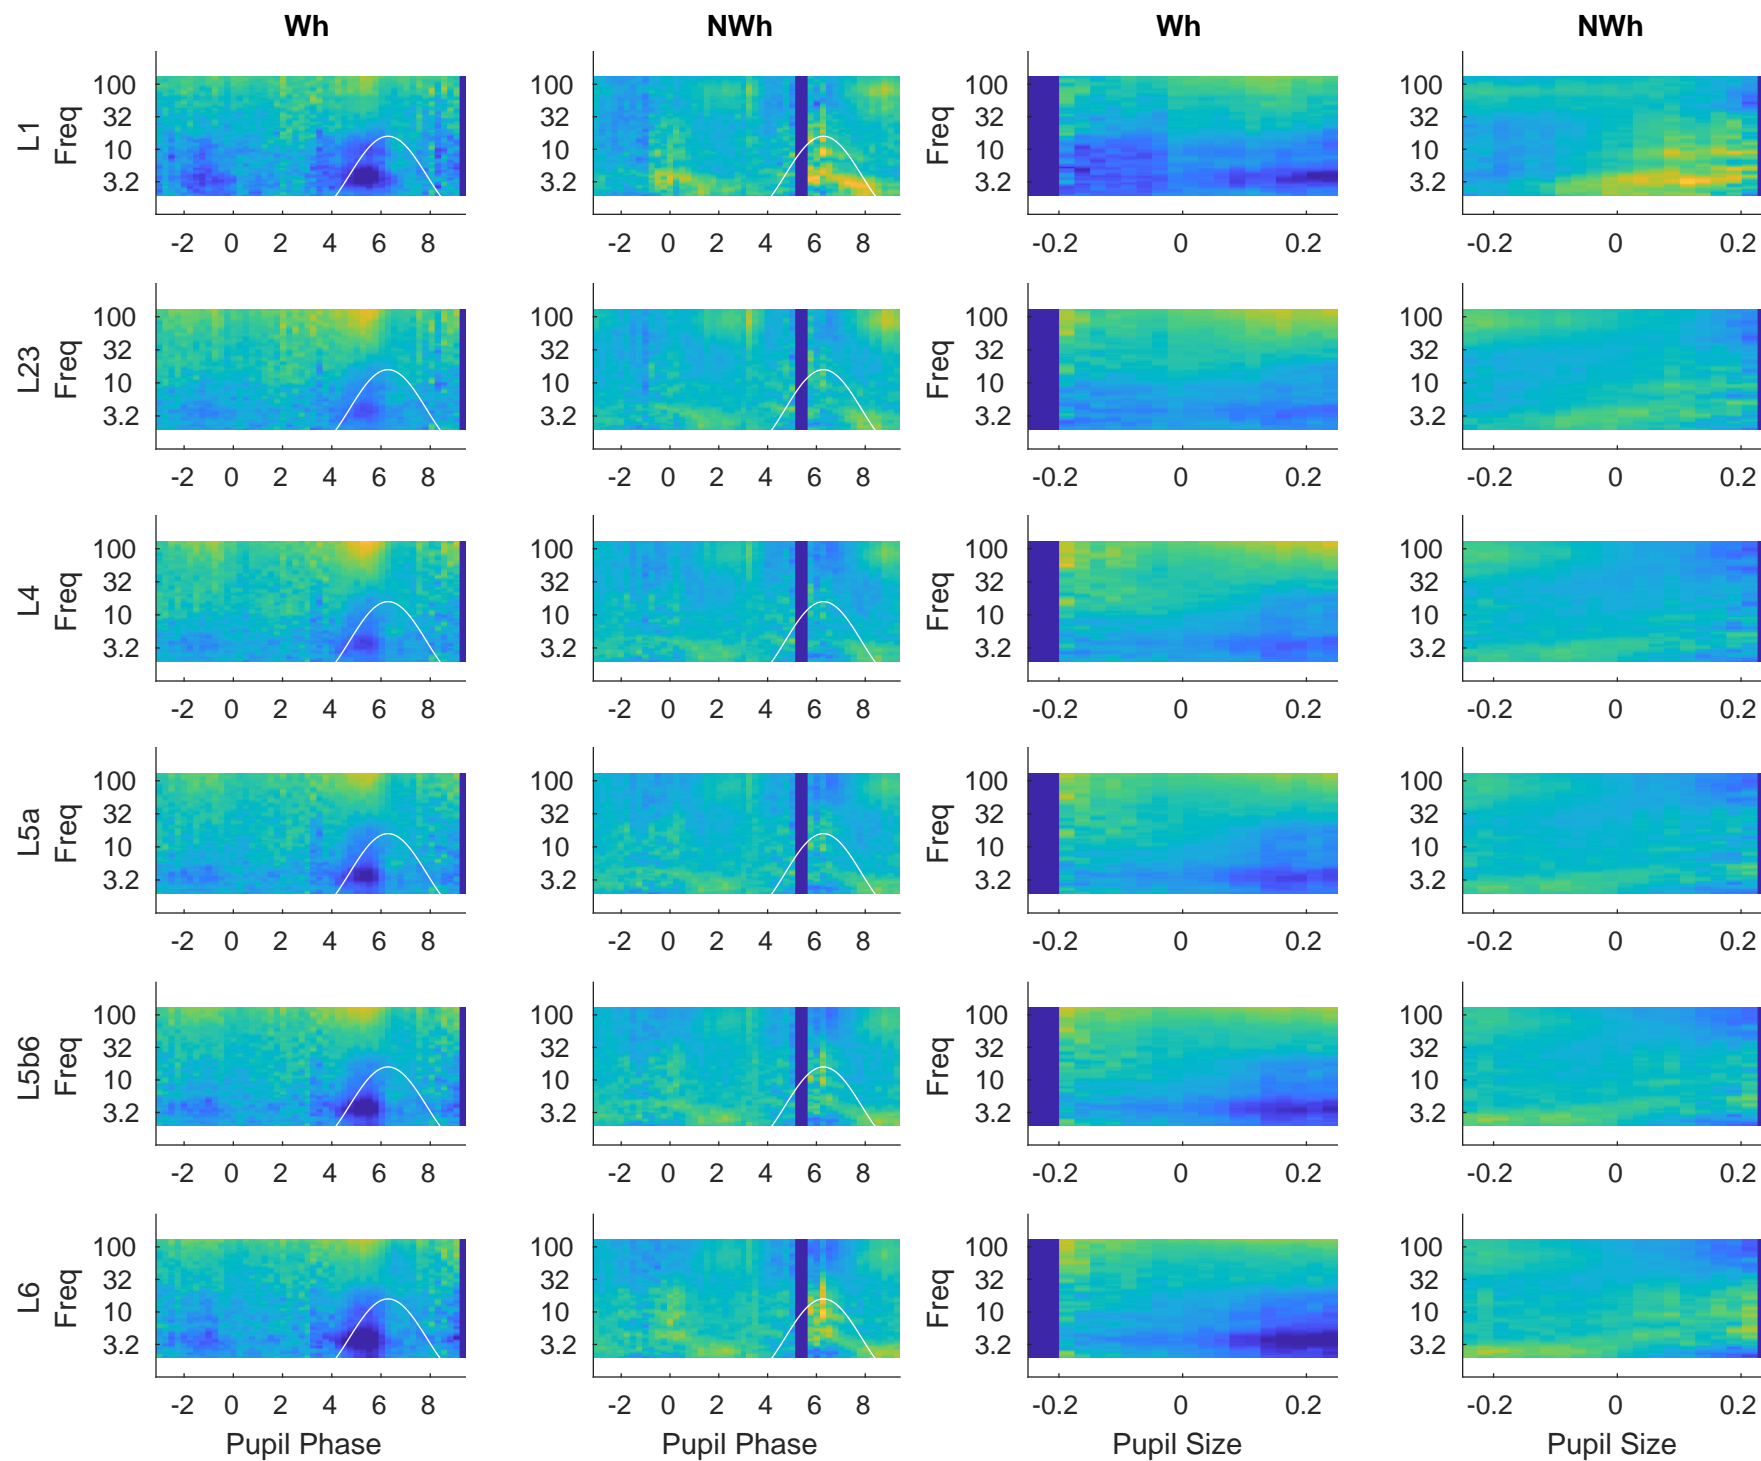 Wh NWh Wh NWh
L1
Freq Freq
100 32 10 3.2 100 32 10 3.2 100 32 10 3.2 100 32 10 3.2
-2 0 2 4 6 8 -2 0 2 4 6 8 -0.2 0 0.2 -0.2 0 0.2
L23
Freq Freq
100 32 10 3.2 100 32 10 3.2 100 32 10 3.2 100 32 10 3.2
-2 0 2 4 6 8 -2 0 2 4 6 8 -0.2 0 0.2 -0.2 0 0.2
L4
Freq Freq
100 32 10 3.2 100 32 10 3.2 100 32 10 3.2 100 32 10 3.2
-2 0 2 4 6 8 -2 0 2 4 6 8 -0.2 0 0.2 -0.2 0 0.2
L5a
Freq Freq
100 32 10 3.2 100 32 10 3.2 100 32 10 3.2 100 32 10 3.2
-2 0 2 4 6 8 -2 0 2 4 6 8 -0.2 0 0.2 -0.2 0 0.2
L5b6
Freq Freq
100 32 10 3.2 100 32 10 3.2 100 32 10 3.2 100 32 10 3.2
-2 0 2 4 6 8 -2 0 2 4 6 8 -0.2 0 0.2 -0.2 0 0.2
L6
Freq Freq
100 32 10 3.2 100 32 10 3.2 100 32 10 3.2 100 32 10 3.2
-2 0 2 4 6 8 -2 0 2 4 6 8 -0.2 0 0.2 -0.2 0 0.2
Pupil Phase Pupil Phase Pupil Size Pupil Size